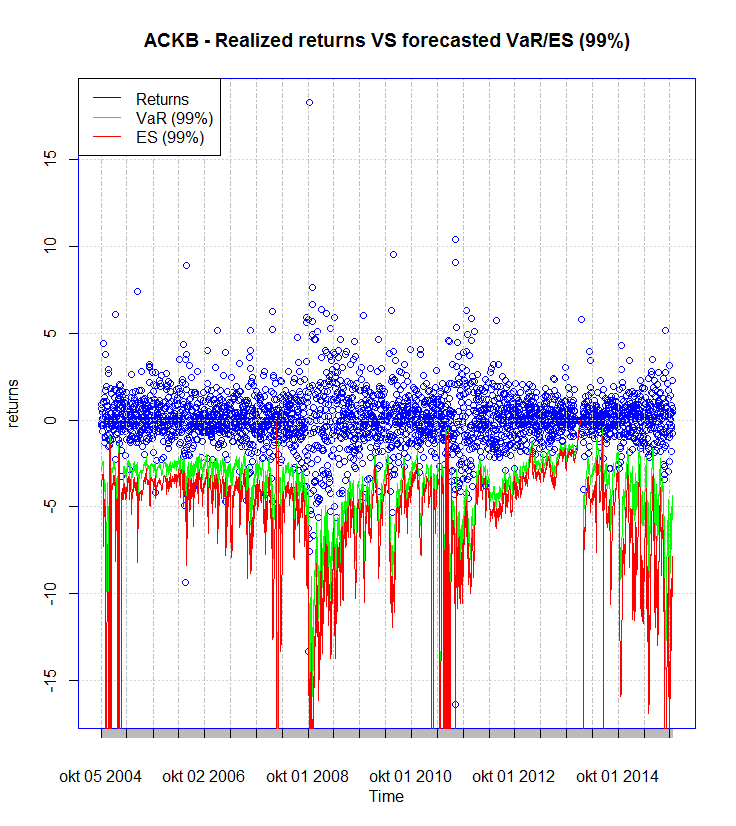 ACKB - Realized returns VS forecasted VaR/ES (99%)
Returns
VaR (99%)
ES (99%)
returns
15
10
5
0
-5
-10
-15
okt 05 2004 okt 02 2006 okt 01 2008 okt 01 2010 okt 01 2012 okt 01 2014
Time